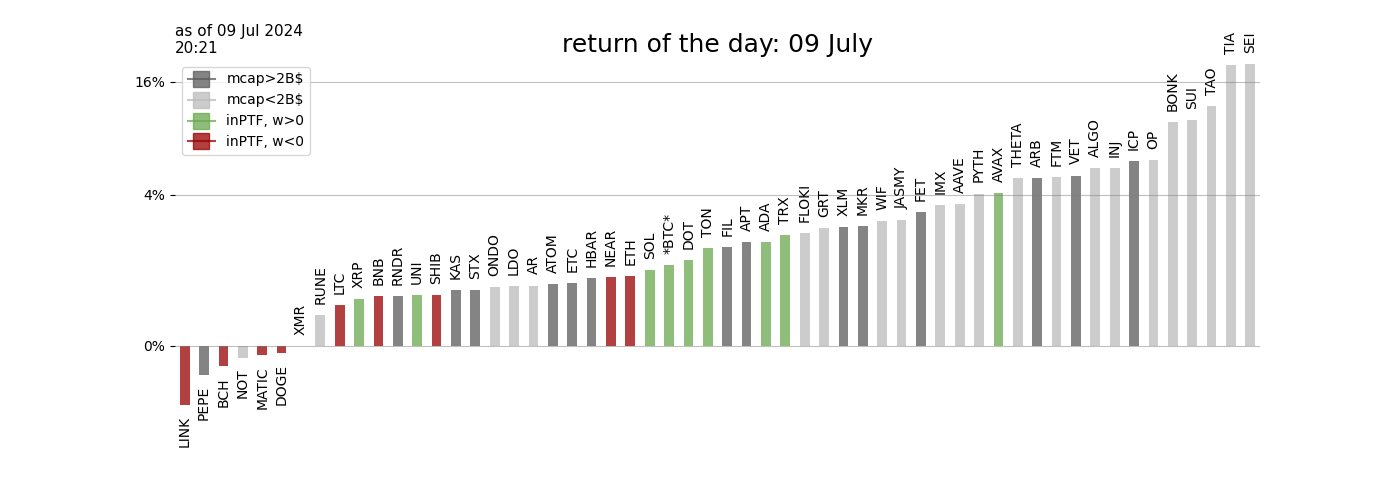 as of 09 Jul 2024
20:21
return of the day: 09 July
mcap>2B$
mcap<2B$
inPTF, w>0
inPTF, w<0
16%
4%
0%
LINK
PEPE
BCH
NOT
MATIC
DOGE
XMR
RUNE
LTC
XRP
BNB
RNDR
UNI
SHIB
KAS
STX
ONDO
LDO
AR
ATOM
ETC
HBAR
NEAR
ETH
SOL
*BTC*
DOT
TON
FIL
APT
ADA
TRX
FLOKI
GRT
XLM
MKR
WIF
JASMY
FET
IMX
AAVE
PYTH
AVAX
THETA
ARB
FTM
VET
ALGO
INJ
ICP
OP
BONK
SUI
TAO
TIA
SEI